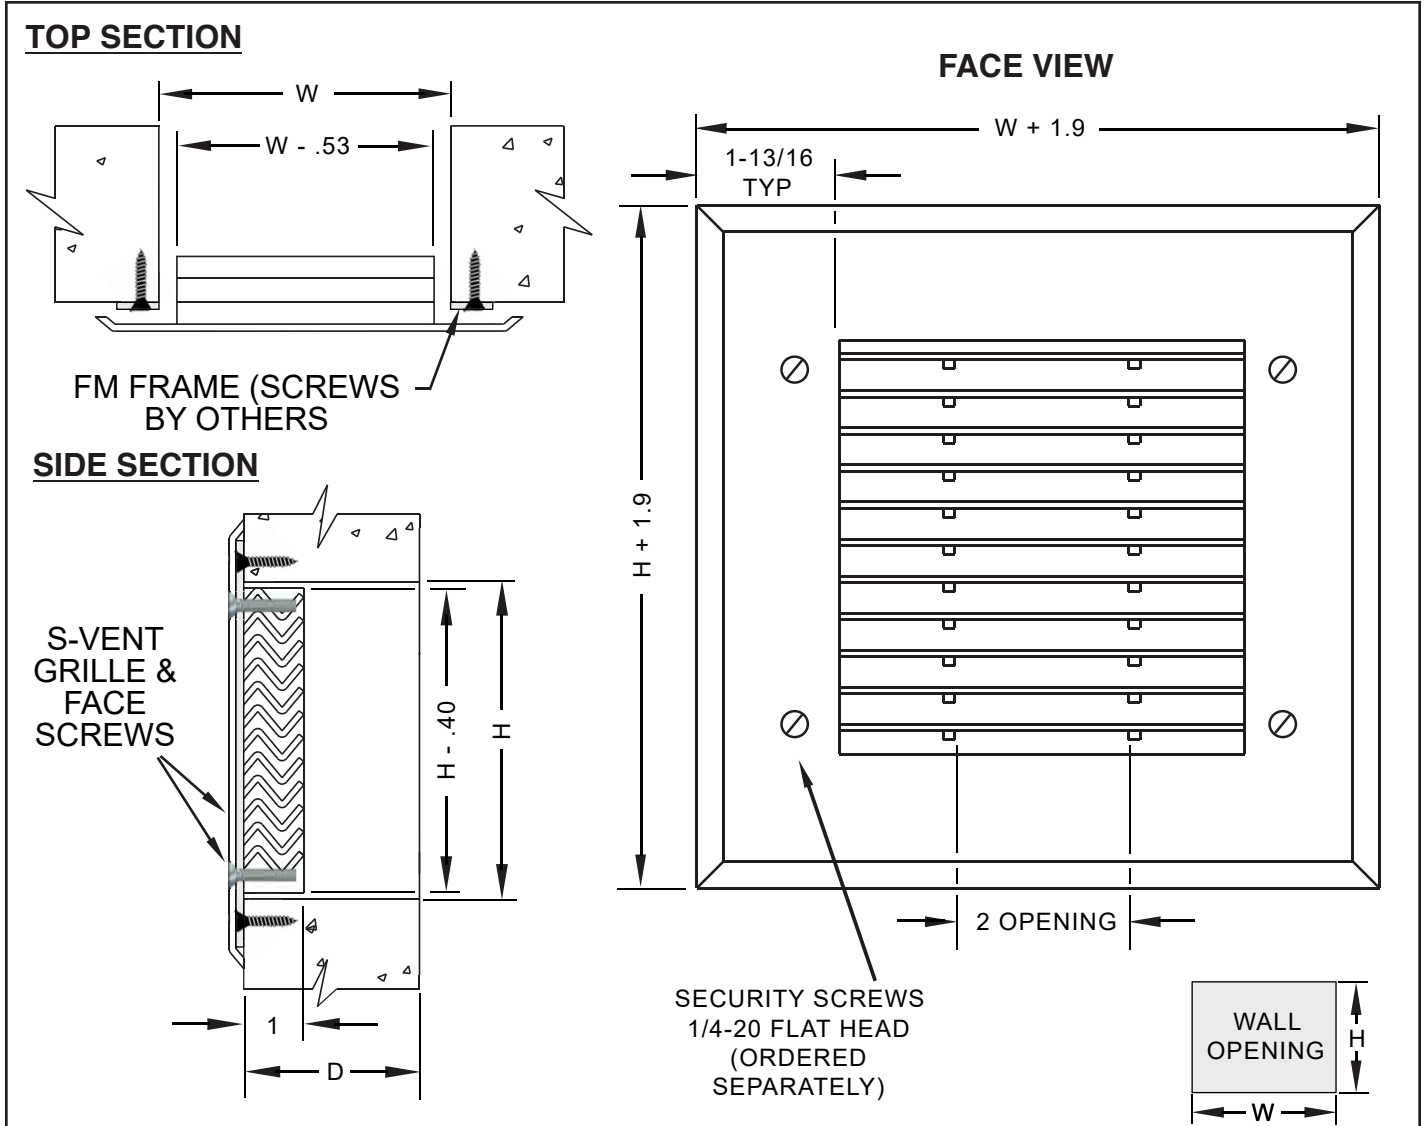 TOP SECTION
W
W - .53
FM FRAME (SCREWS
BY OTHERS
SIDE SECTION
S-VENT
GRILLE &
FACE
SCREWS
H - .40
H
1
D
FACE VIEW
W + 1.9
1-13/16
TYP
H + 1.9
2 OPENING
SECURITY SCREWS
1/4-20 FLAT HEAD
(ORDERED
SEPARATELY)
WALL
OPENING
H
W